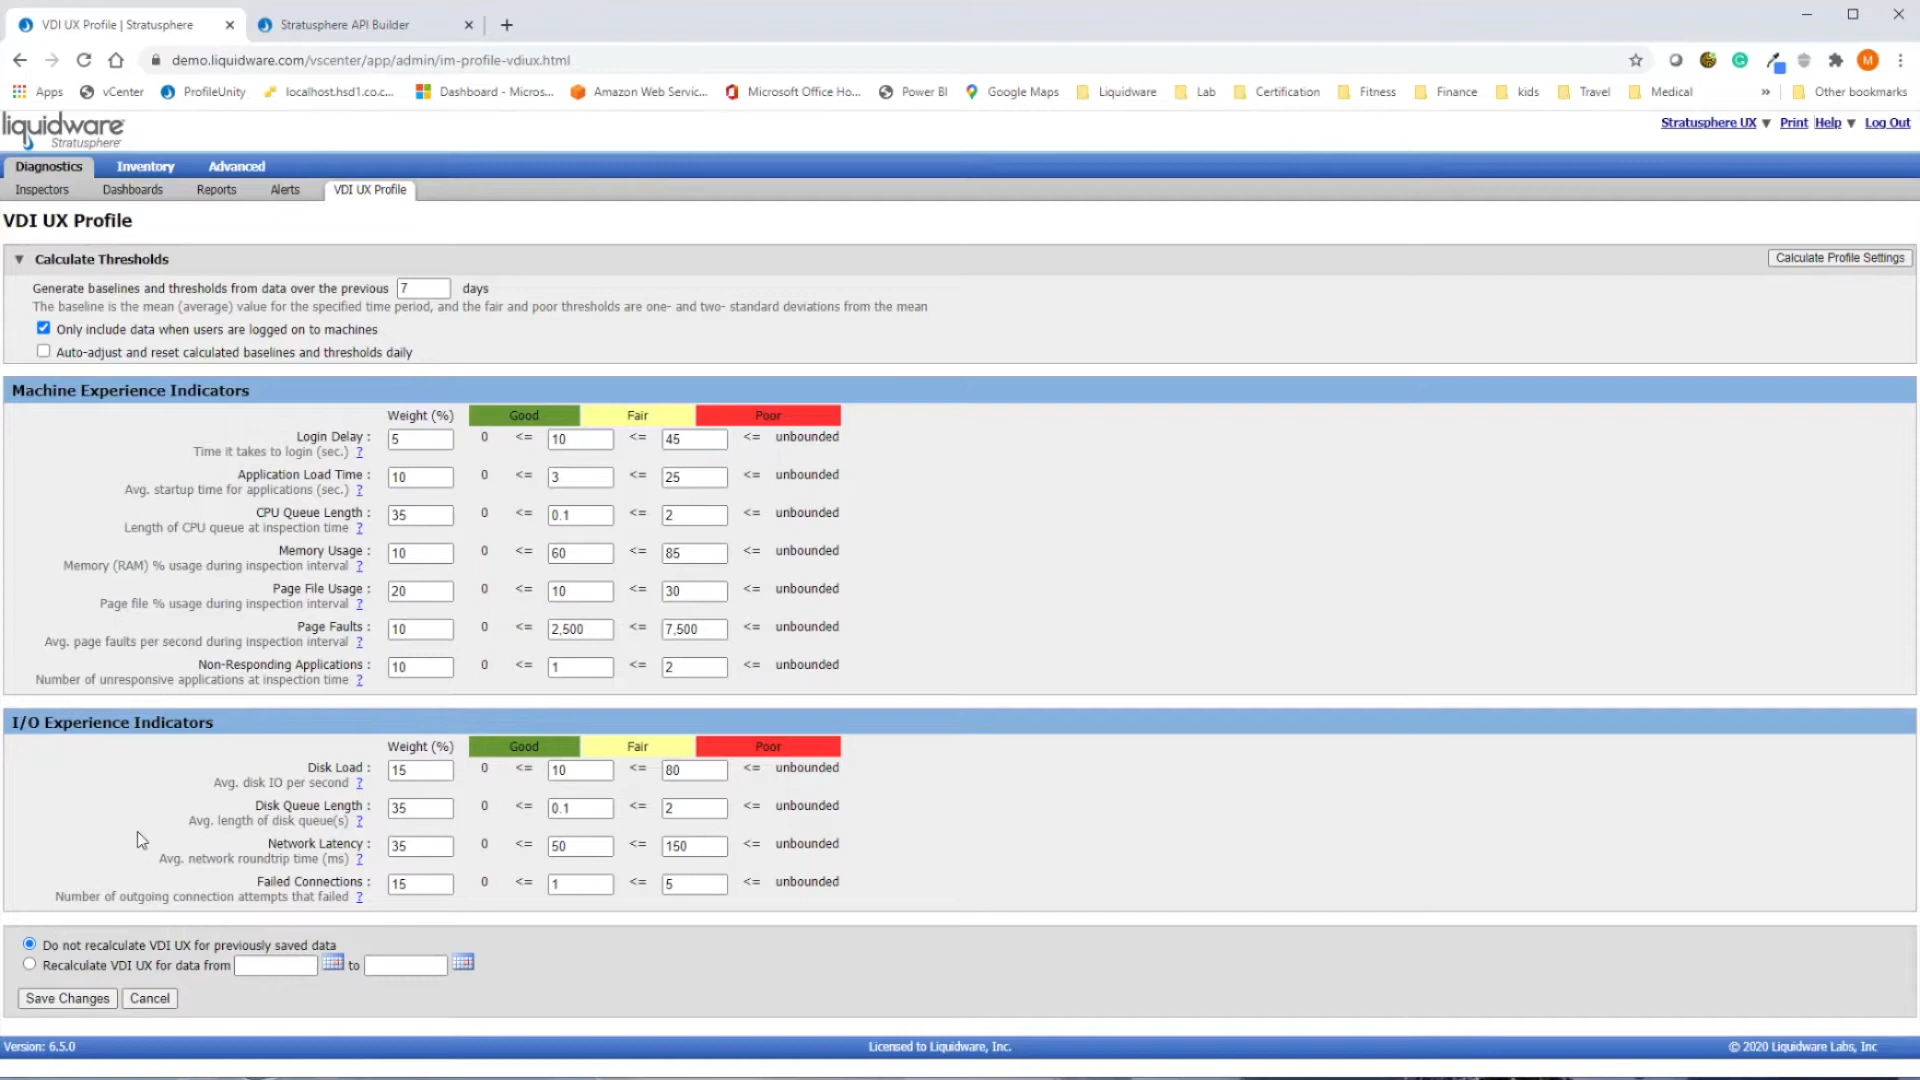 VDI UX Profile | Stratusphere
Stratusphere API Builder
demo.liquidware.com/vscenter/app/admin/im-profile-vdiux.html
M
Apps vCenter ProfileUnity localhost.hsd1.co.c... Dashboard - Micros... Amazon Web Servic... Microsoft Office Ho... Power BI Google Maps Liquidware Lab Certification Fitness Finance kids Travel Medical » Other bookmarks
liquidware
Stratusphere
Stratusphere UX ▼ Print Help ▼ Log Out
Diagnostics Inventory Advanced
Inspectors Dashboards Reports Alerts VDI UX Profile
VDI UX Profile
▼ Calculate Thresholds Calculate Profile Settings
Generate baselines and thresholds from data over the previous 7 days
The baseline is the mean (average) value for the specified time period, and the fair and poor thresholds are one- and two- standard deviations from the mean
Only include data when users are logged on to machines
Auto-adjust and reset calculated baselines and thresholds daily
Machine Experience Indicators
Weight (%) Good Fair Poor
Login Delay : 5 0 <= 10 <= 45 <= unbounded
Time it takes to login (sec.) ?
Application Load Time : 10 0 <= 3 <= 25 <= unbounded
Avg. startup time for applications (sec.) ?
CPU Queue Length : 35 0 <= 0.1 <= 2 <= unbounded
Length of CPU queue at inspection time ?
Memory Usage : 10 0 <= 60 <= 85 <= unbounded
Memory (RAM) % usage during inspection interval ?
Page File Usage : 20 0 <= 10 <= 30 <= unbounded
Page file % usage during inspection interval ?
Page Faults : 10 0 <= 2,500 <= 7,500 <= unbounded
Avg. page faults per second during inspection interval ?
Non-Responding Applications : 10 0 <= 1 <= 2 <= unbounded
Number of unresponsive applications at inspection time ?
I/O Experience Indicators
Weight (%) Good Fair Poor
Disk Load : 15 0 <= 10 <= 80 <= unbounded
Avg. disk IO per second ?
Disk Queue Length : 35 0 <= 0.1 <= 2 <= unbounded
Avg. length of disk queue(s) ?
Network Latency : 35 0 <= 50 <= 150 <= unbounded
Avg. network roundtrip time (ms) ?
Failed Connections : 15 0 <= 1 <= 5 <= unbounded
Number of outgoing connection attempts that failed ?
Do not recalculate VDI UX for previously saved data
Recalculate VDI UX for data from to
Save Changes Cancel
Version: 6.5.0 Licensed to Liquidware, Inc. © 2020 Liquidware Labs, Inc